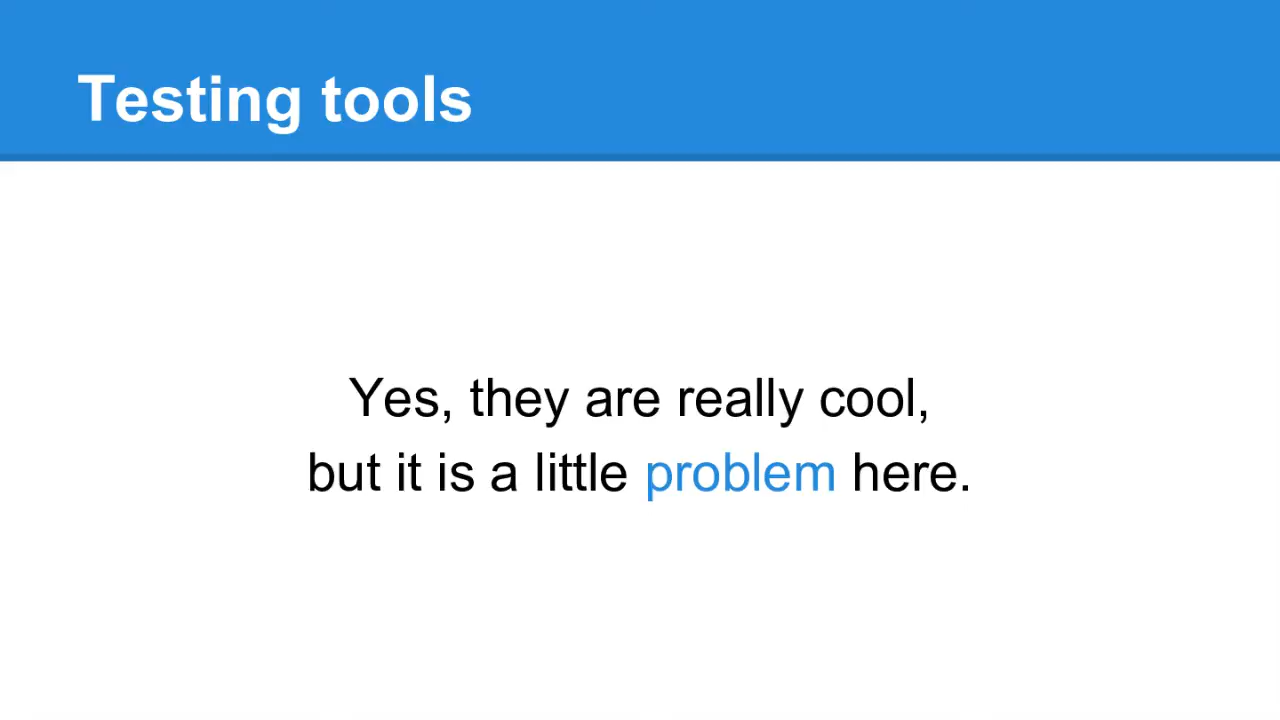 Testing tools
Yes, they are really cool,
but it is a little problem here.